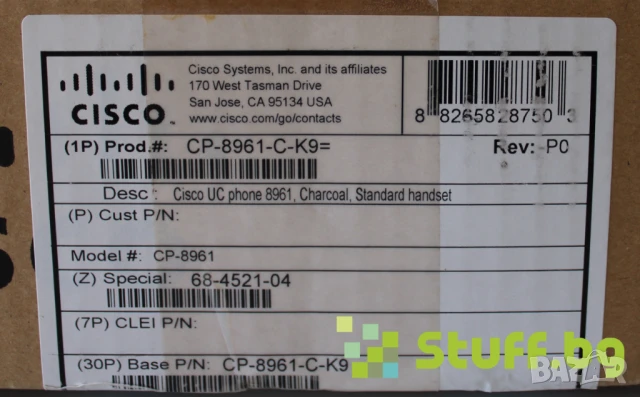 CISCO
Cisco Systems, Inc. and its affiliates
170 West Tasman Drive
San Jose, CA 95134 USA
www.cisco.com/go/contacts
8 82658 28750 3
(1P) Prod.#: CP-8961-C-K9= Rev: P0
Desc : Cisco UC phone 8961, Charcoal, Standard handset
(P) Cust P/N:
Model #: CP-8961
(Z) Special: 68-4521-04
(7P) CLEI P/N:
(30P) Base P/N: CP-8961-C-K9
Stuff.bg
BAZAR